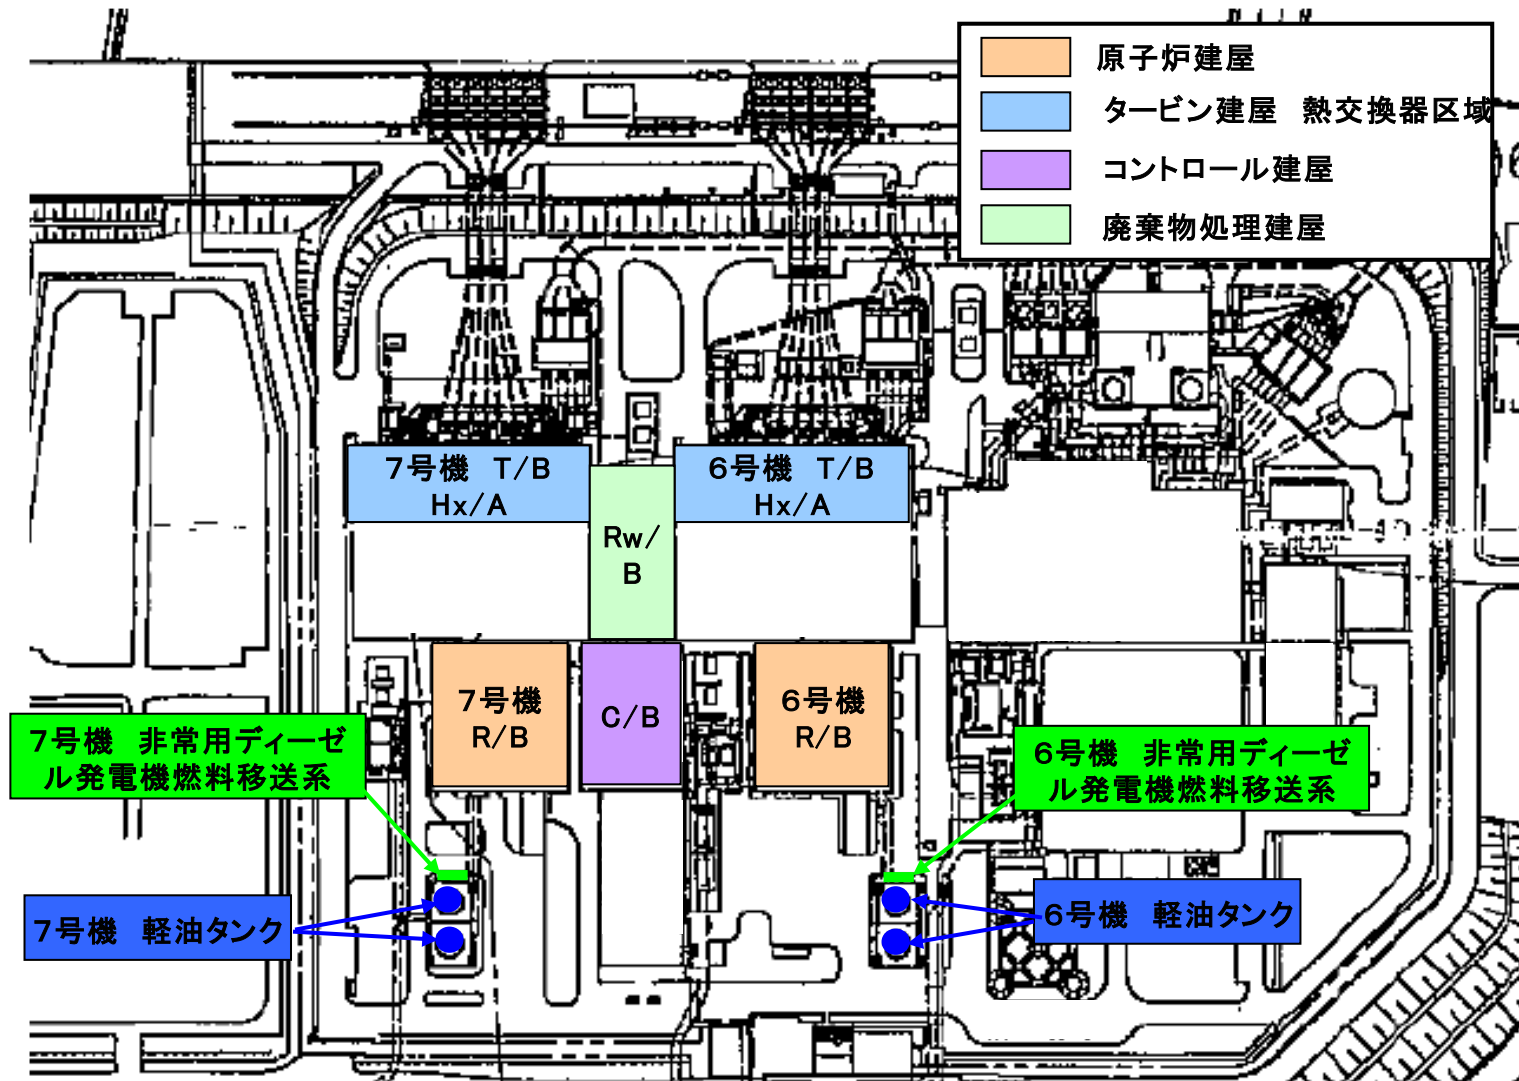 原子炉建屋
タービン建屋　熱交換器区域
コントロール建屋
廃棄物処理建屋
7号機　T/B
Hx/A
6号機　T/B
Hx/A
Rw/
B
7号機
R/B
C/B
6号機
R/B
7号機　非常用ディーゼ
ル発電機燃料移送系
6号機　非常用ディーゼ
ル発電機燃料移送系
7号機　軽油タンク
6号機　軽油タンク